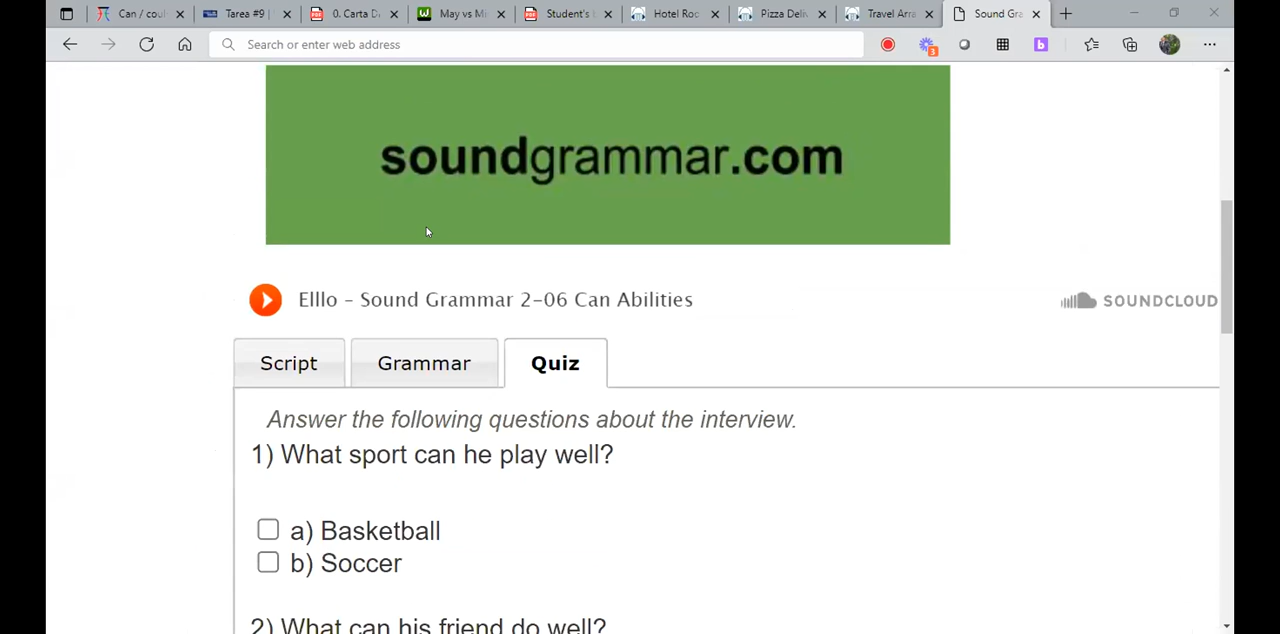 Can / coul
Tarea #9 |
0. Carta D
May vs Mi
Student's
Hotel Roo
Pizza Deliv
Travel Arra
Sound Gra
Search or enter web address
3
b
soundgrammar.com
Elllo - Sound Grammar 2-06 Can Abilities
SOUNDCLOUD
Script
Grammar
Quiz
Answer the following questions about the interview.
1) What sport can he play well?
a) Basketball
b) Soccer
2) What can his friend do well?